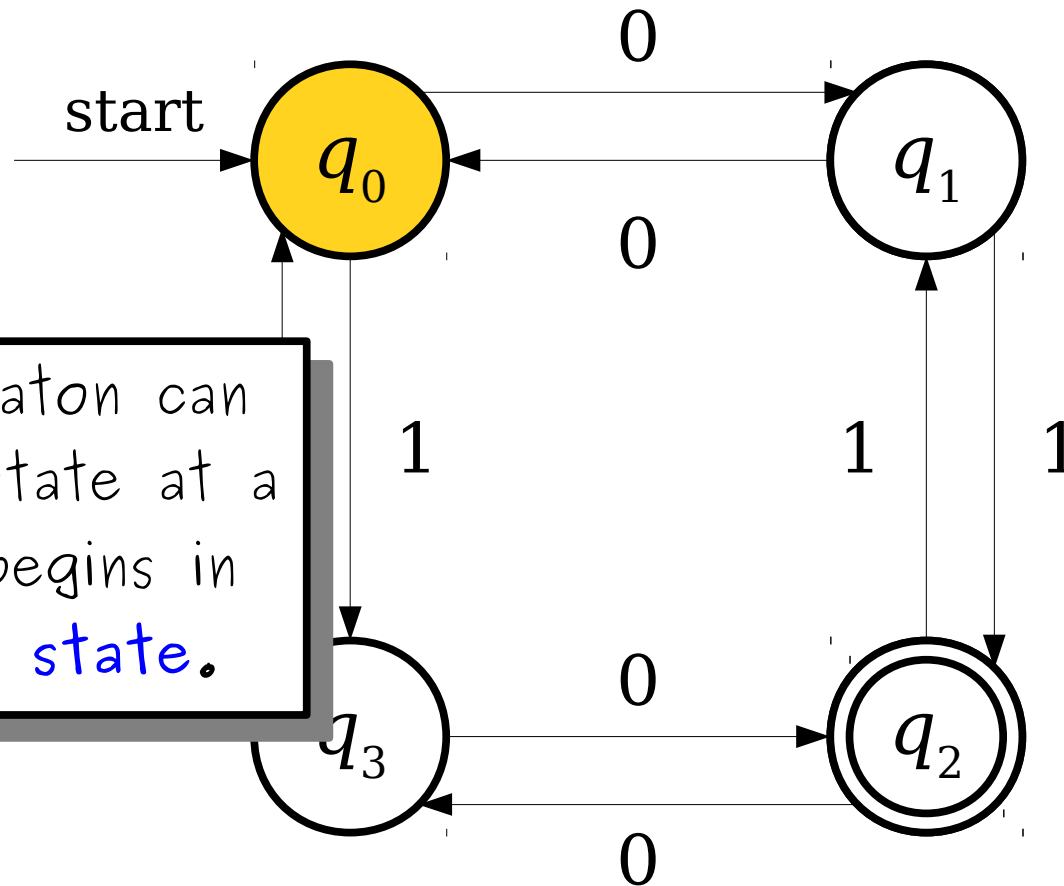 0
start
q0
q1
0
aton can
1
1
1
tate at a
begins in
state.
0
q3
q2
0